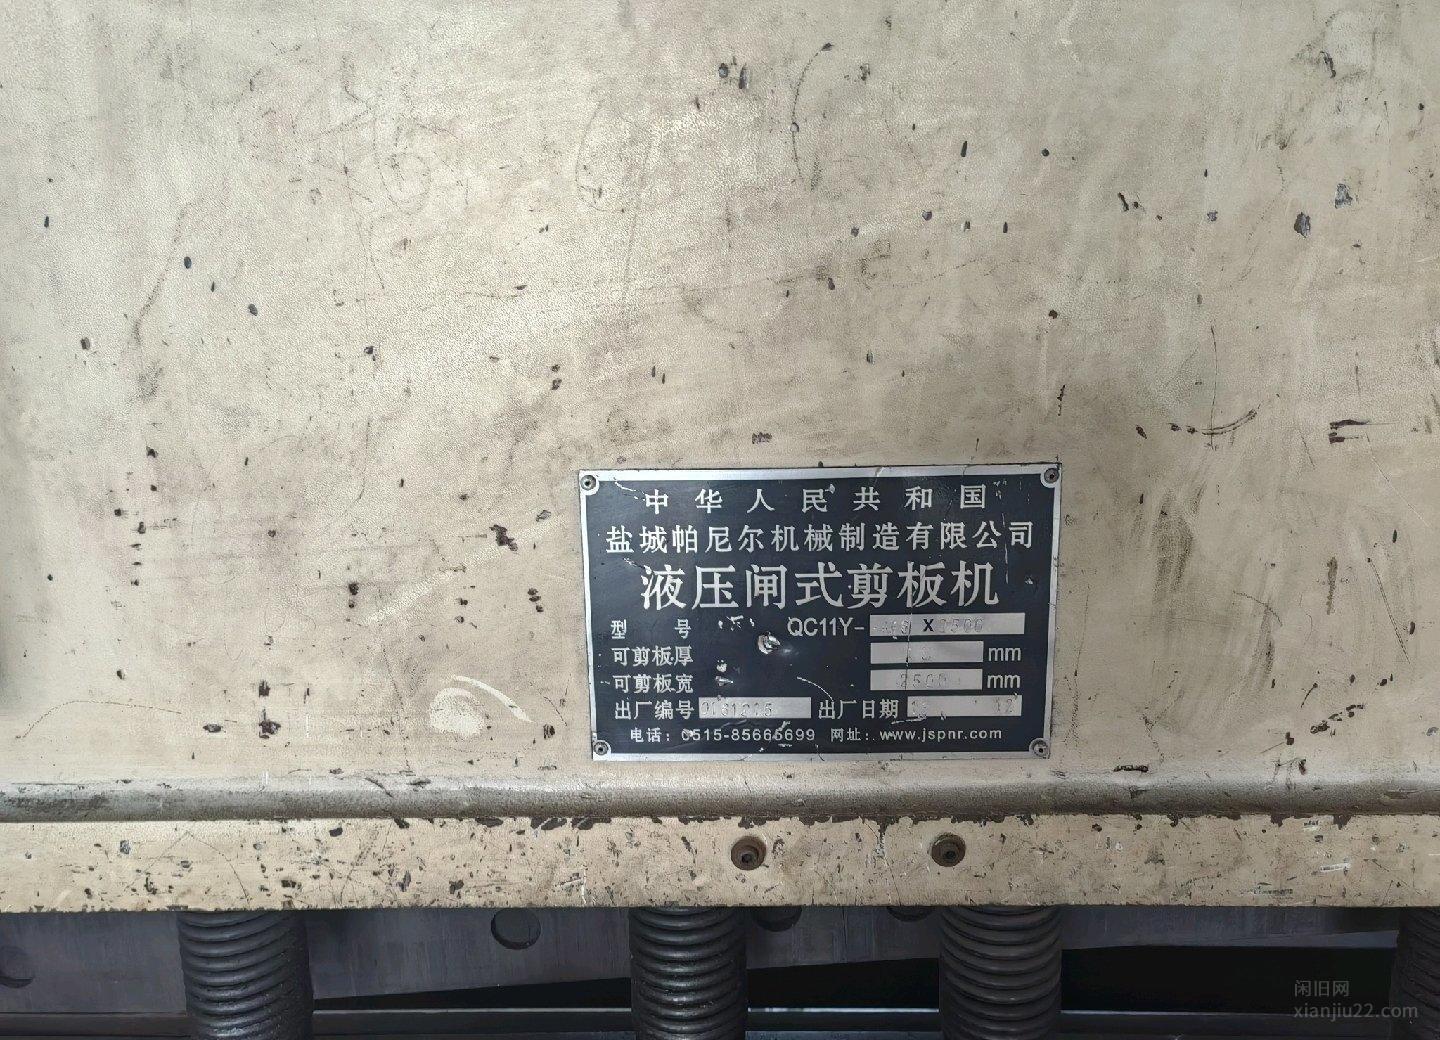 中华人民共和国
盐城帕尼尔机械制造有限公司
液压闸式剪板机
型 号 QC11Y- X2500
可剪板厚 mm
可剪板宽 2500 mm
出厂编号 出厂日期 12
电话：0515-85665699 网址：www.jspnr.com
闲旧网
xianjiu22.com